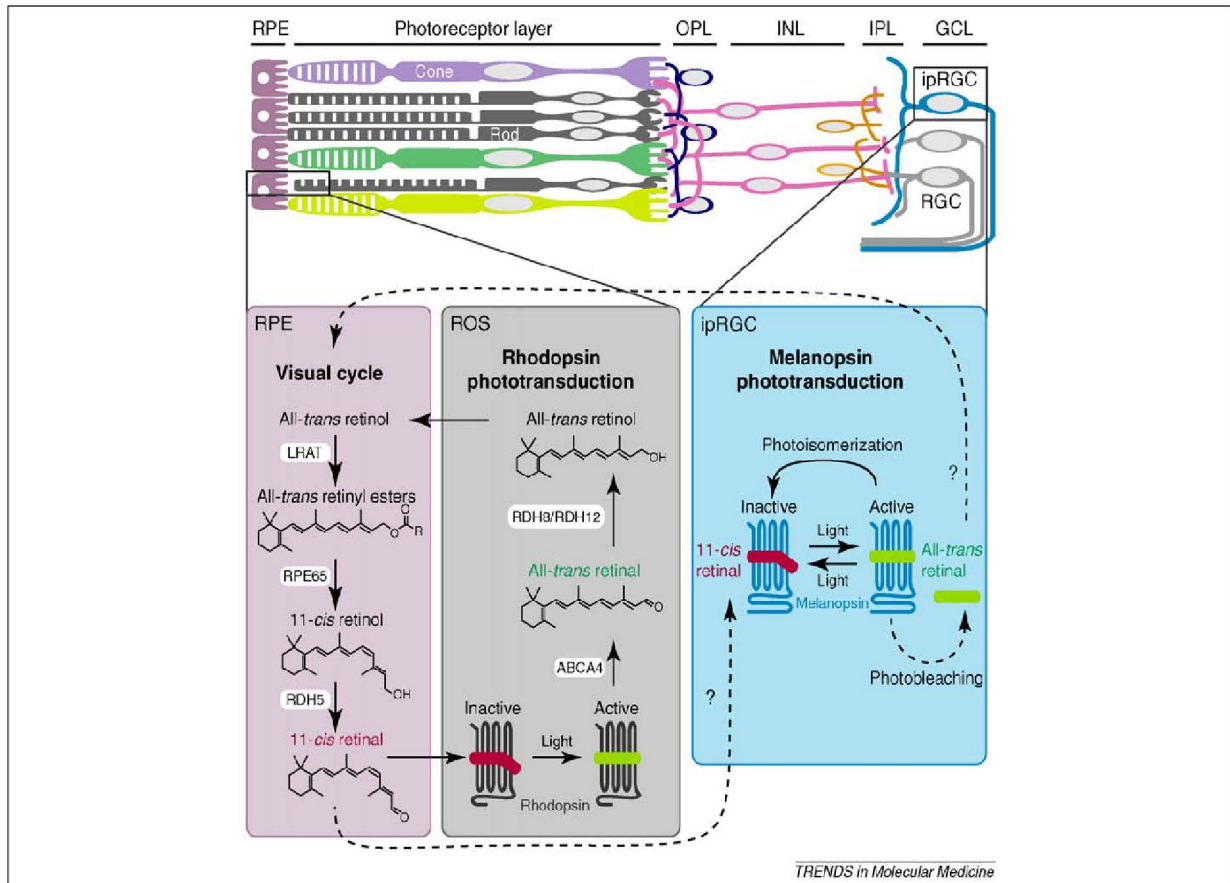 RPE Photoreceptor layer OPL INL IPL GCL
Cone
ipRGC
Rod
RGC
RPE
Visual cycle
All-trans retinol
LRAT
All-trans retinyl esters
O
O
R
RPE65
11-cis retinol
OH
RDH5
11-cis retinal
O
ROS
Rhodopsin
phototransduction
All-trans retinol
OH
RDH8/RDH12
All-trans retinal
O
ABCA4
Inactive
Active
Light
Rhodopsin
ipRGC
Melanopsin
phototransduction
Photoisomerization
?
Inactive
Active
Light
11-cis
retinal
Light
All-trans
retinal
Melanopsin
Photobleaching
?
TRENDS in Molecular Medicine